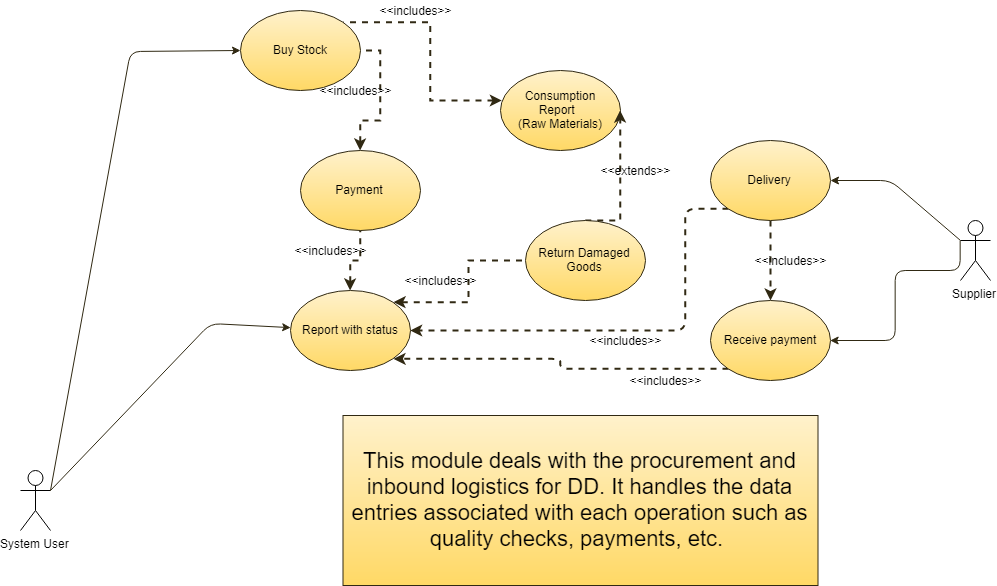 <<includes>>
Buy Stock
<<includes>>
Consumption
Report
(Raw Materials)
<<extends>>
Payment
Delivery
<<includes>>
Return Damaged
Goods
<<includes>>
<<includes>>
Supplier
Report with status
<<includes>>
Receive payment
<<includes>>
This module deals with the procurement and
inbound logistics for DD. It handles the data
entries associated with each operation such as
quality checks, payments, etc.
System User